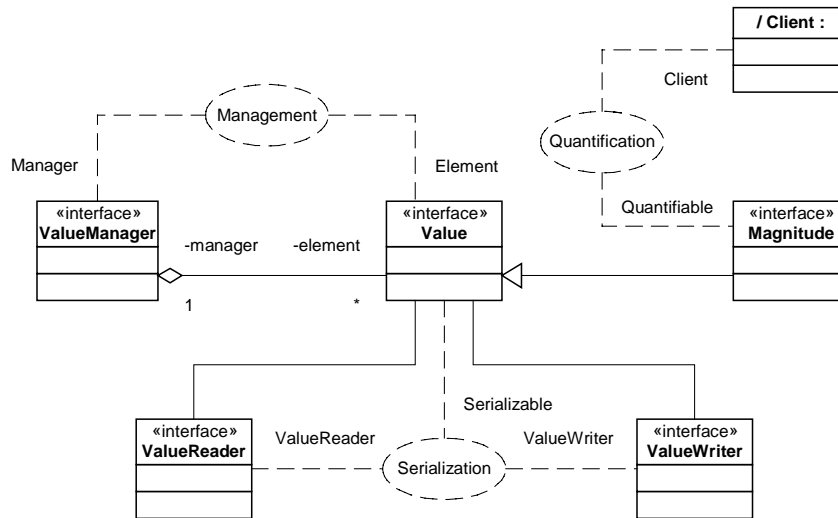 / Client :
Client
Management
Quantification
Manager
Element
Quantifiable
«interface»
ValueManager
-manager
-element
«interface»
Value
«interface»
Magnitude
1
*
Serializable
«interface»
ValueReader
ValueReader
Serialization
ValueWriter
«interface»
ValueWriter